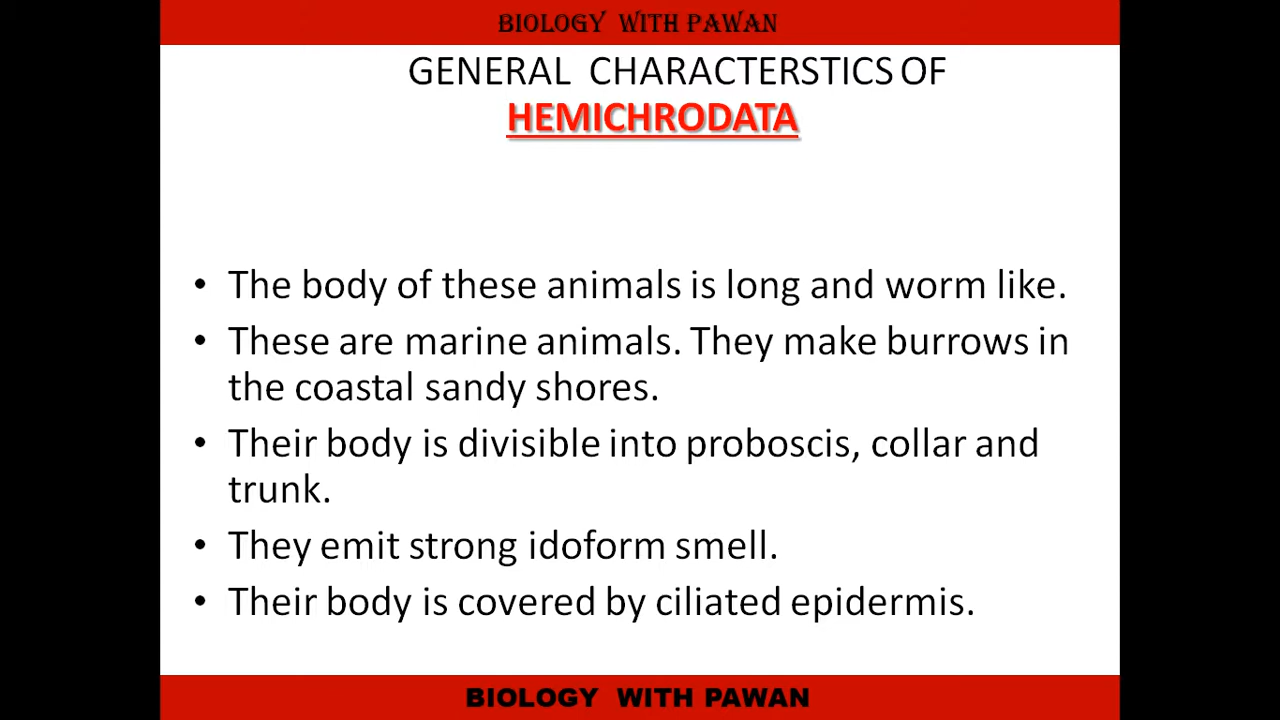 BIOLOGY WITH PAWAN
GENERAL CHARACTERSTICS OF
HEMICHRODATA
• The body of these animals is long and worm like.
• These are marine animals. They make burrows in
the coastal sandy shores.
• Their body is divisible into proboscis, collar and
trunk.
• They emit strong idoform smell.
• Their body is covered by ciliated epidermis.
BIOLOGY WITH PAWAN